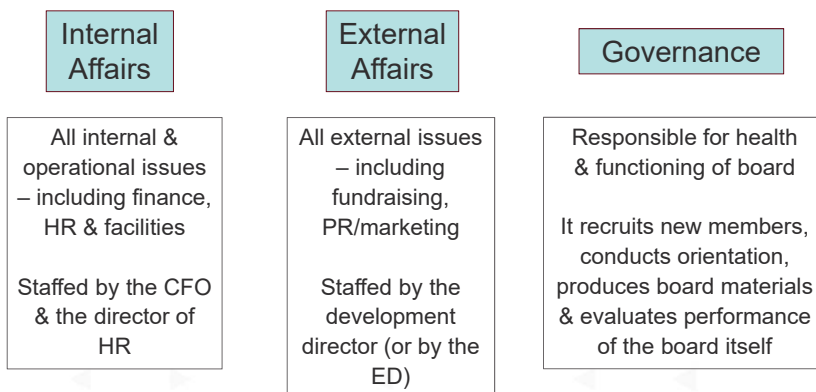 Internal
Affairs
All internal &
operational issues
– including finance,
HR & facilities
Staffed by the CFO
& the director of
HR
External
Affairs
All external issues
– including
fundraising,
PR/marketing
Staffed by the
development
director (or by the
ED)
Governance
Responsible for health
& functioning of board
It recruits new members,
conducts orientation,
produces board materials
& evaluates performance
of the board itself